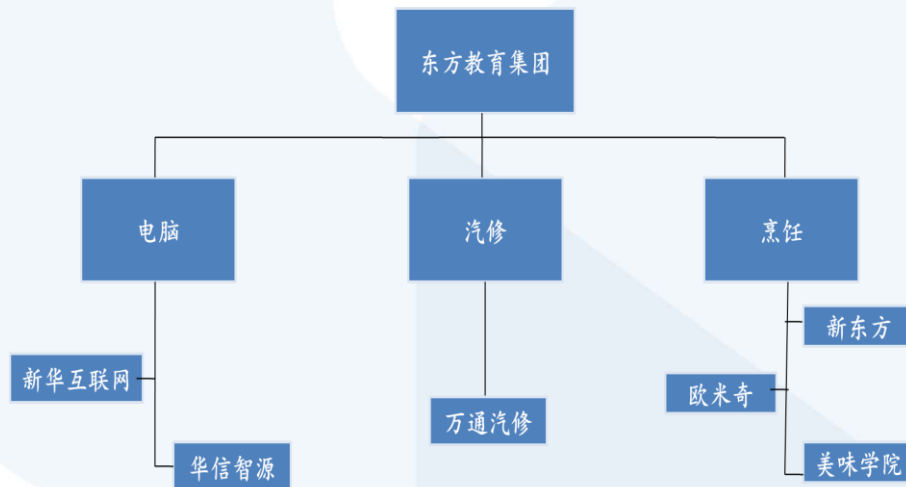 东方教育集团
电脑
汽修
烹饪
新东方
新华互联网
欧米奇
万通汽修
华信智源
美味学院